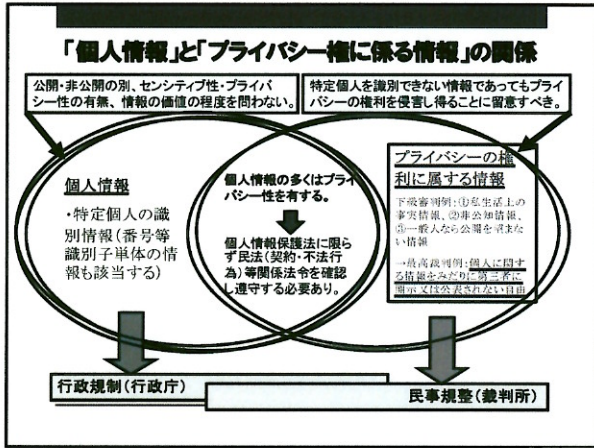 「個人情報」と「プライバシー権に係る情報」の関係
公開・非公開の別、センシティブ性・プライバ
シー性の有無、情報の価値の程度を問わない。
特定個人を識別できない情報であってもプライ
バシーの権利を侵害し得ることに留意すべき。
個人情報
・特定個人の識
別情報（番号等
識別子単体の情
報も該当する）
個人情報の多くはプライ
バシー性を有する。
個人情報保護法に限ら
ず民法（契約・不法行
為）等関係法令を確認
し遵守する必要あり。
プライバシーの権
利に属する情報
下級審判例：①私生活上の
事実情報、②非公知情報、
③一般人なら公開を望まな
い情報
→最高裁判例：個人に関す
る情報をみだりに第三者に
開示又は公表されない自由
行政規制（行政庁）
民事規整（裁判所）